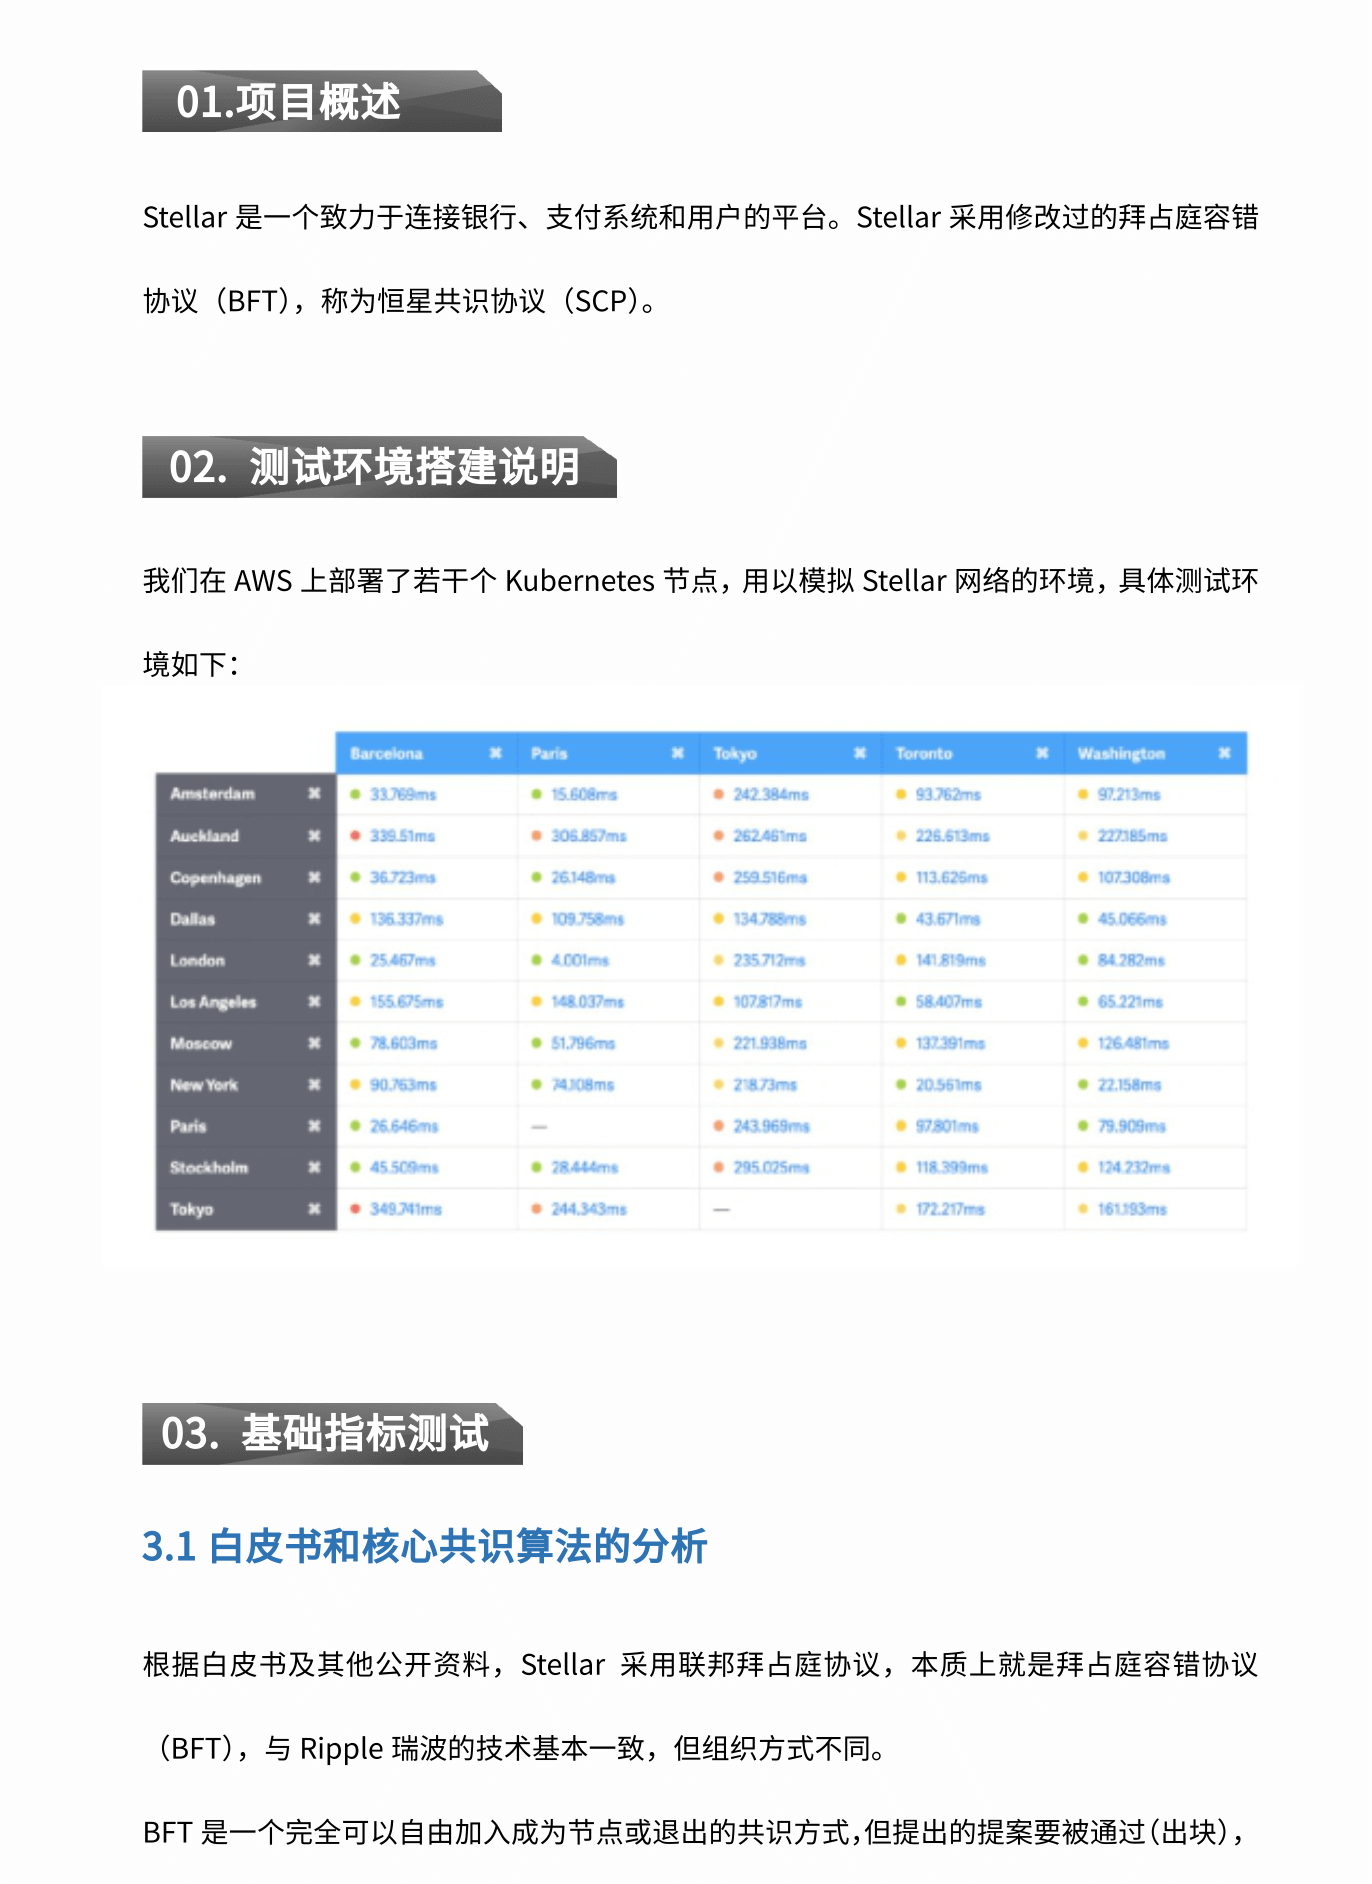 01.项目概述
Stellar 是一个致力于连接银行、支付系统和用户的平台。Stellar 采用修改过的拜占庭容错
协议（BFT），称为恒星共识协议（SCP）。
02. 测试环境搭建说明
我们在 AWS 上部署了若干个 Kubernetes 节点，用以模拟 Stellar 网络的环境，具体测试环
境如下：
Barcelona Paris Tokyo Toronto Washington
Amsterdam 33.769ms 15.608ms 242.384ms 93.762ms 97.213ms
Auckland 339.51ms 306.857ms 262.461ms 226.613ms 227.185ms
Copenhagen 36.723ms 26.148ms 259.516ms 113.626ms 107.308ms
Dallas 136.337ms 109.758ms 134.788ms 43.671ms 45.066ms
London 25.467ms 4.001ms 235.712ms 141.819ms 84.282ms
Los Angeles 155.675ms 148.037ms 107.817ms 58.407ms 65.221ms
Moscow 78.603ms 51.796ms 221.938ms 137.391ms 126.481ms
New York 90.763ms 74.108ms 218.73ms 20.561ms 22.158ms
Paris 26.646ms — 243.969ms 97.801ms 79.909ms
Stockholm 45.509ms 28.444ms 295.025ms 118.399ms 124.232ms
Tokyo 349.741ms 244.343ms — 172.217ms 161.193ms
03. 基础指标测试
3.1 白皮书和核心共识算法的分析
根据白皮书及其他公开资料，Stellar 采用联邦拜占庭协议，本质上就是拜占庭容错协议
（BFT），与 Ripple 瑞波的技术基本一致，但组织方式不同。
BFT 是一个完全可以自由加入成为节点或退出的共识方式，但提出的提案要被通过（出块），